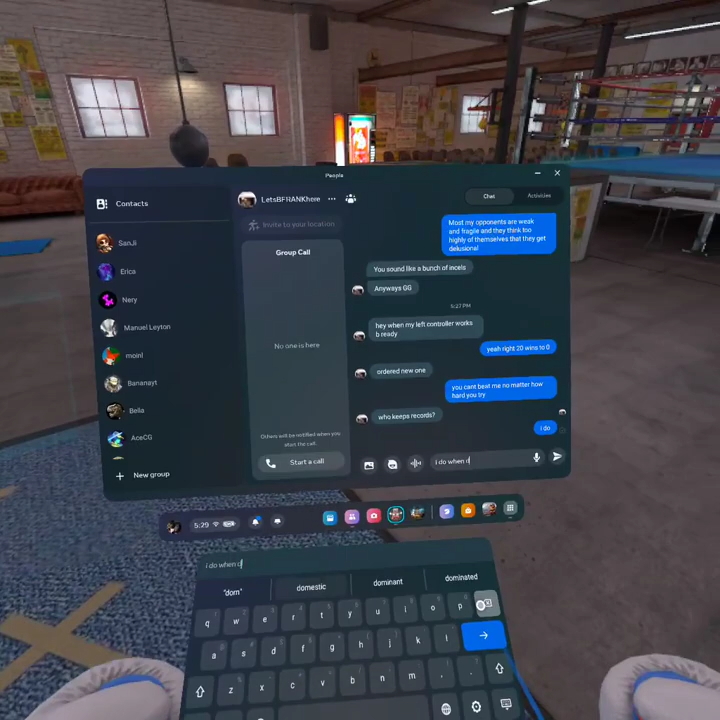 People
Contacts
LetsBFRANKhere ...
Chat
Activities
Invite to your location
Group Call
No one is here
Others will be notified when you
start the call.
Start a call
SanJi
Erica
Nery
Manuel Leyton
moinl
Bananayt
Bella
AceCG
New group
Most my opponents are weak
and fragile and they think too
highly of themselves that they get
delusional
You sound like a bunch of incels
Anyways GG
5:27 PM
hey when my left controller works
b ready
yeah right 20 wins to 0
ordered new one
you cant beat me no matter how
hard you try
who keeps records?
i do
i do when d
5:29
i do when d
"dom"
domestic
dominant
dominated
q w e r t y u i o p
a s d f g h j k l
z x c v b n m , .